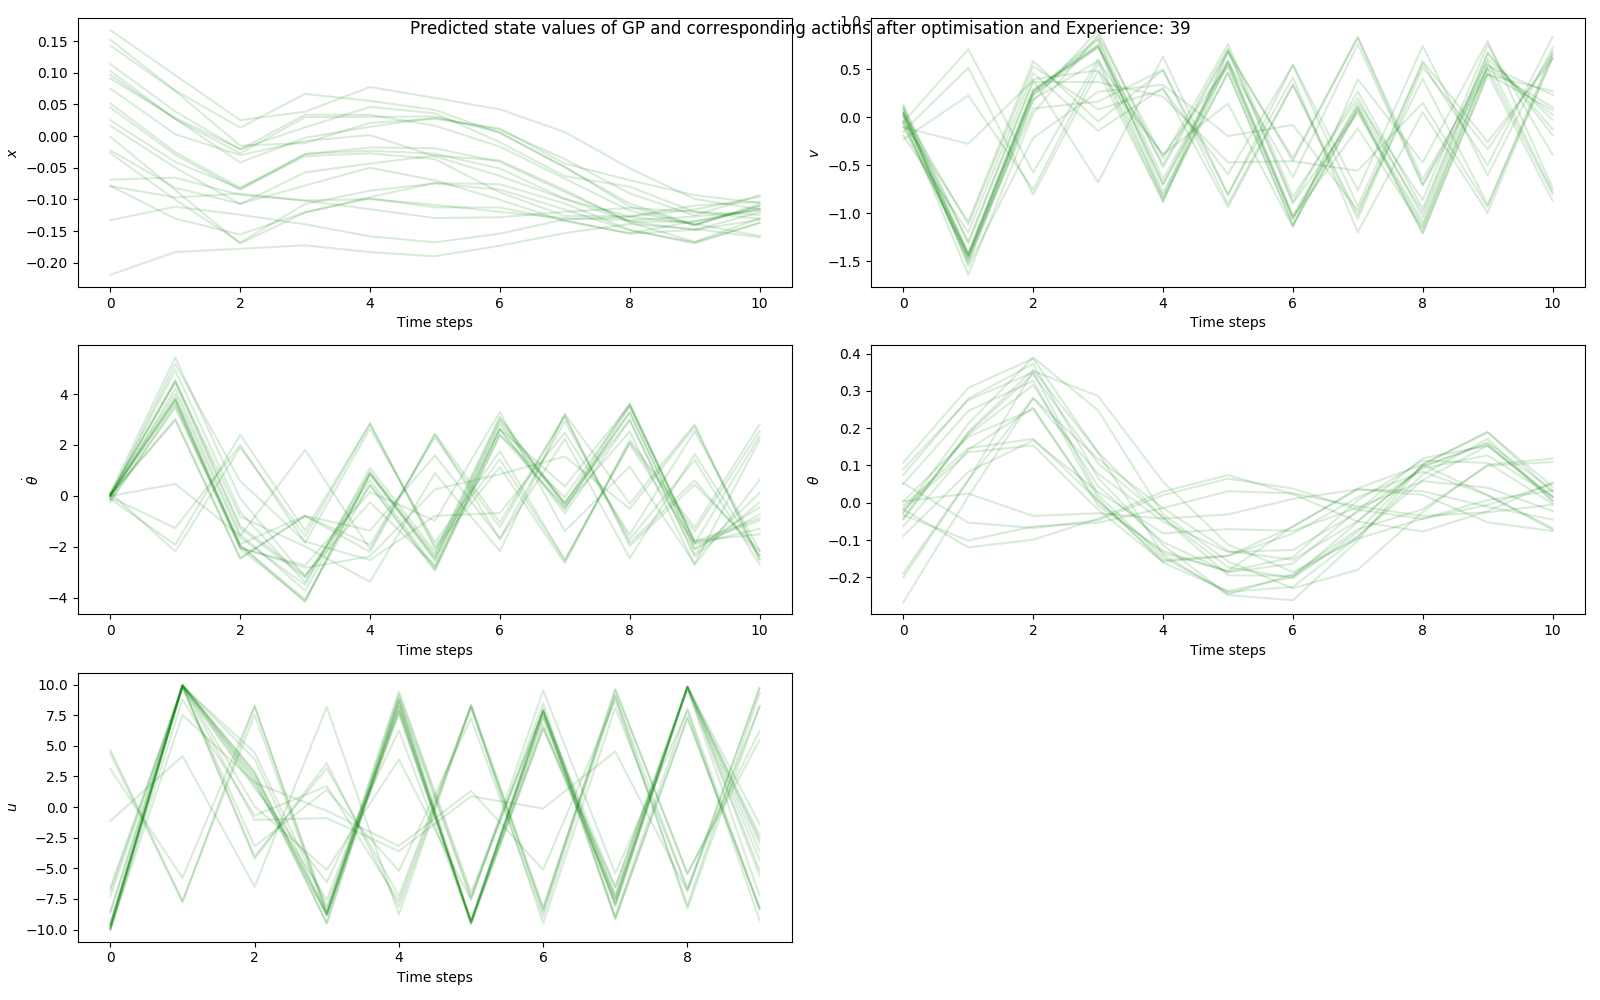 Predicted state values of GP and corresponding actions after optimisation and Experience: 39
0.15
0.10
0.05
0.00
−0.05
−0.10
−0.15
−0.20
x
0 2 4 6 8 10
Time steps
1.0
0.5
0.0
−0.5
−1.0
−1.5
v
0 2 4 6 8 10
Time steps
4
2
0
−2
−4
θ̇
0 2 4 6 8 10
Time steps
0.4
0.3
0.2
0.1
0.0
−0.1
−0.2
θ
0 2 4 6 8 10
Time steps
10.0
7.5
5.0
2.5
0.0
−2.5
−5.0
−7.5
−10.0
u
0 2 4 6 8
Time steps